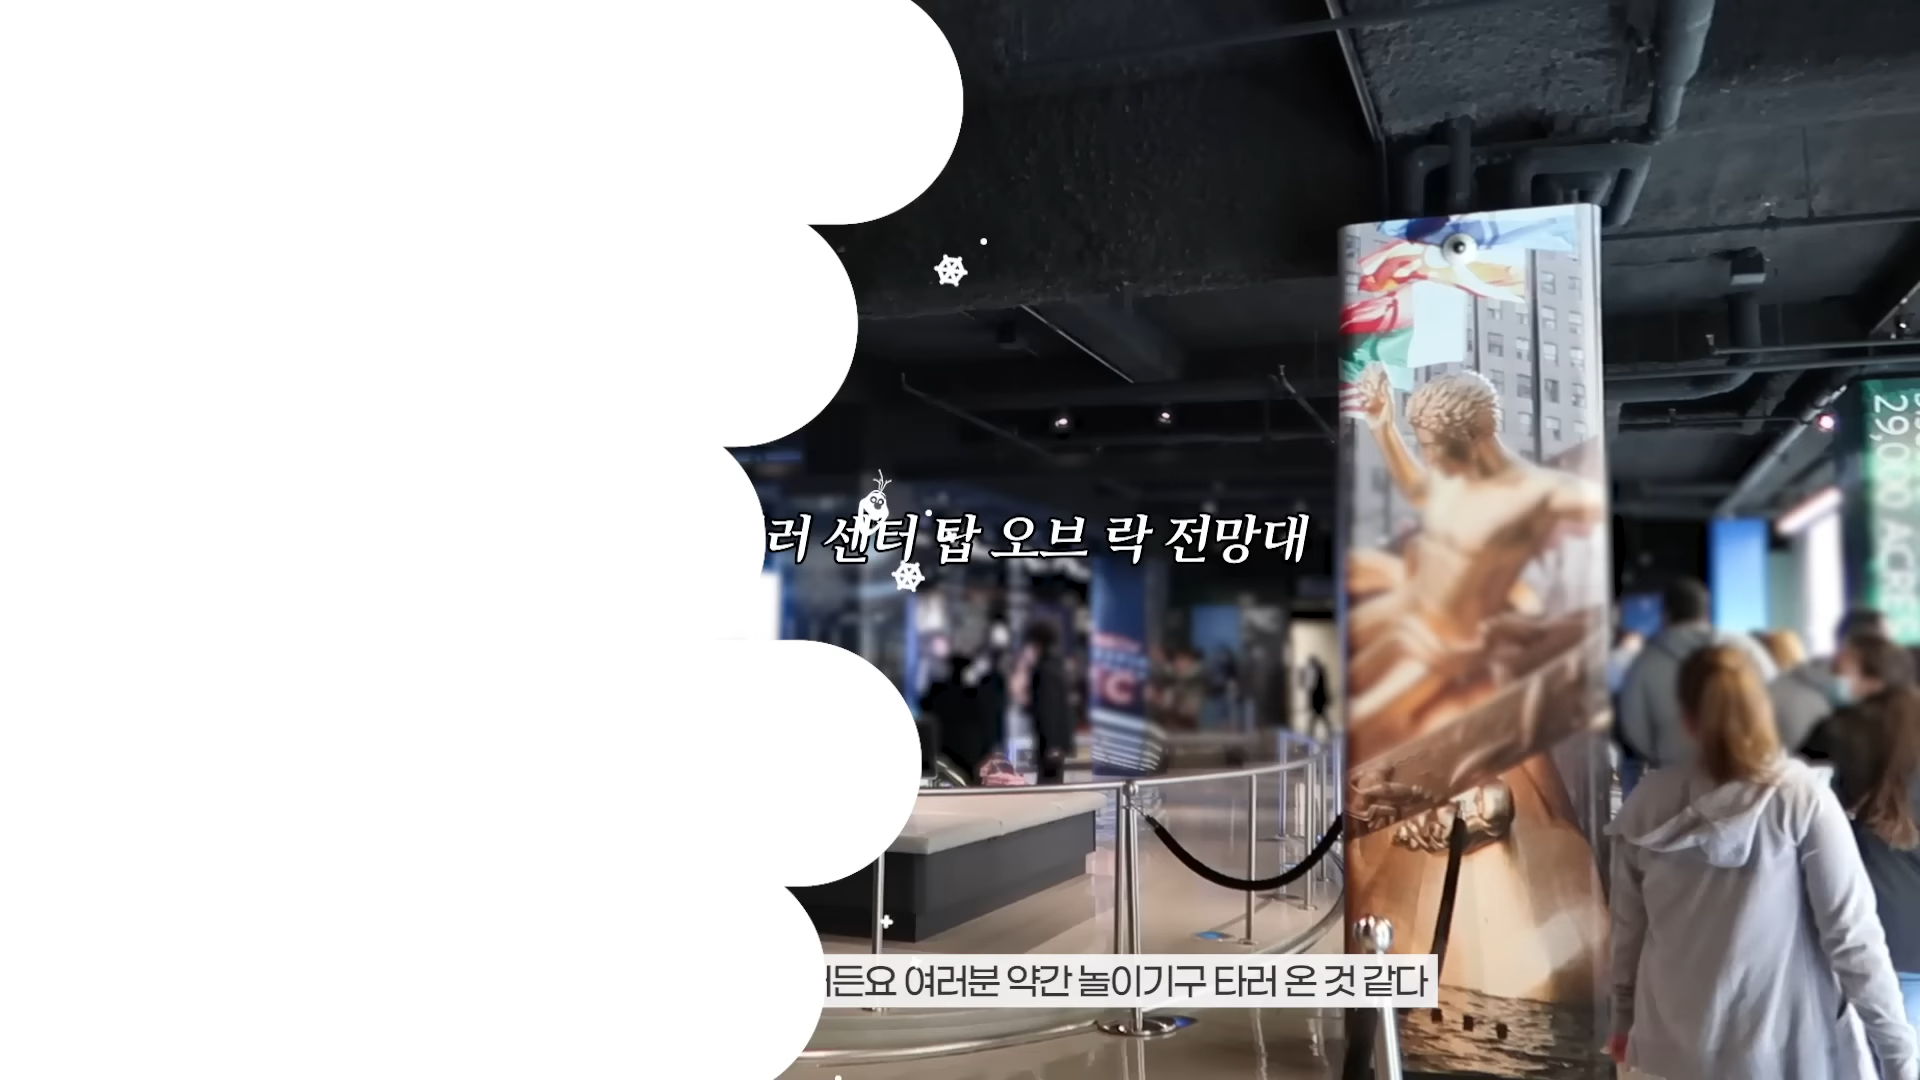 러 센터 탑 오브 락 전망대
든요 여러분 약간 놀이기구 타러 온 것 같다
29,000 ACRE